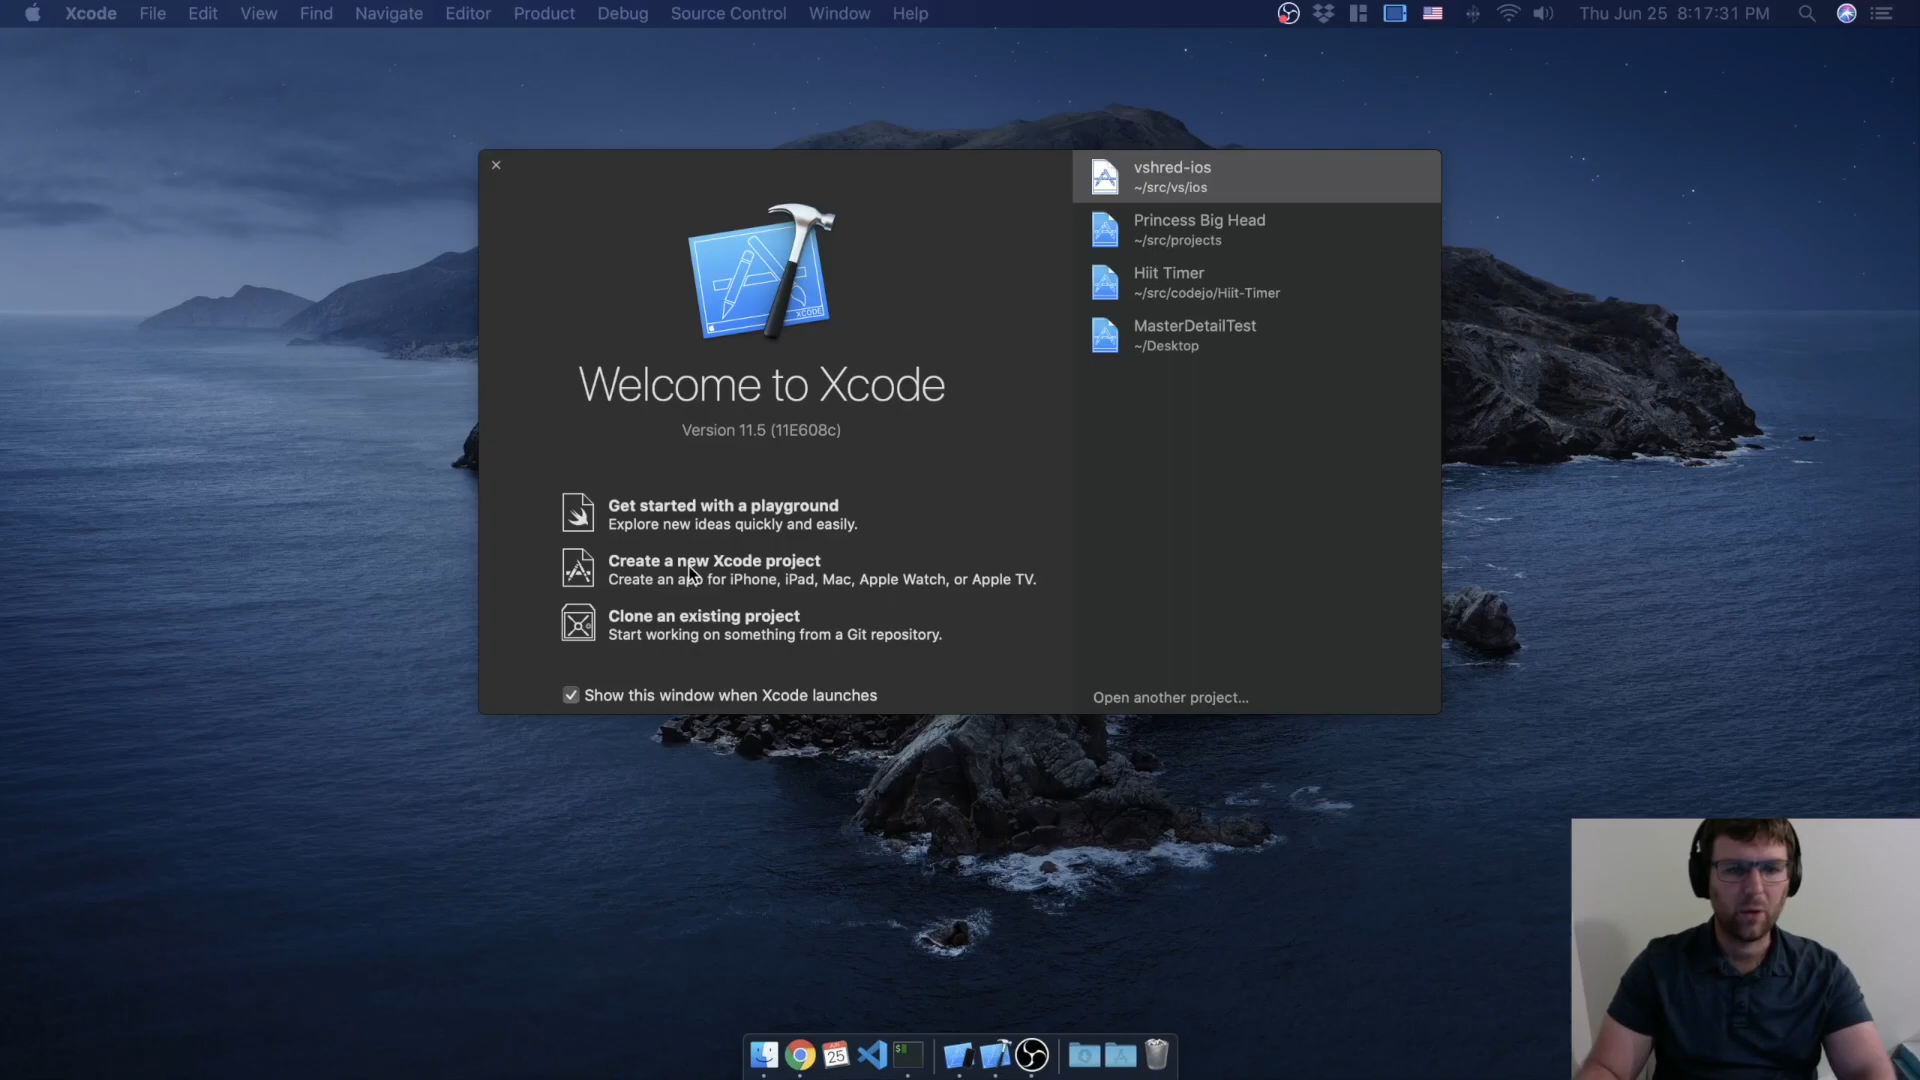 Xcode File Edit View Find Navigate Editor Product Debug Source Control Window Help
Thu Jun 25 8:17:31 PM
XCODE
Welcome to Xcode
Version 11.5 (11E608c)
Get started with a playground
Explore new ideas quickly and easily.
Create a new Xcode project
Create an app for iPhone, iPad, Mac, Apple Watch, or Apple TV.
Clone an existing project
Start working on something from a Git repository.
Show this window when Xcode launches
vshred-ios
~/src/vs/ios
Princess Big Head
~/src/projects
Hiit Timer
~/src/codejo/Hiit-Timer
MasterDetailTest
~/Desktop
Open another project...
JUN
25
$